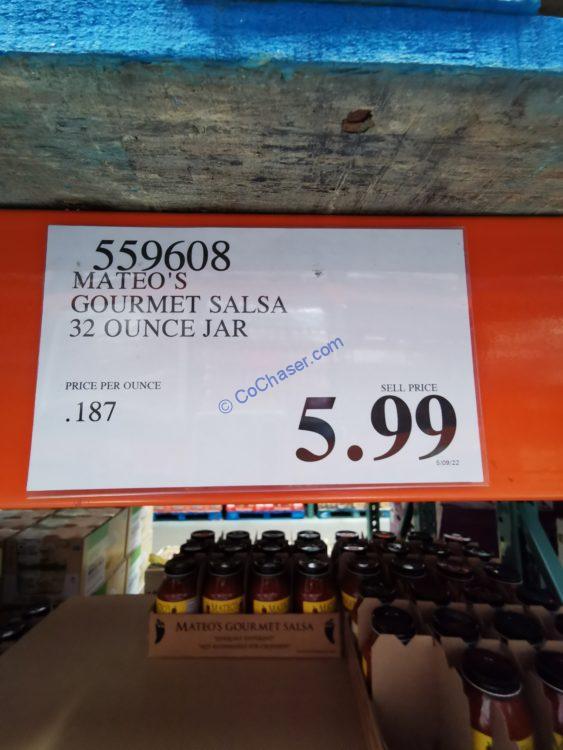 559608
MATEO'S
GOURMET SALSA
32 OUNCE JAR
PRICE PER OUNCE
.187
© CoChaser.com
SELL PRICE
5.99
5/09/22
MATEO'S GOURMET SALSA